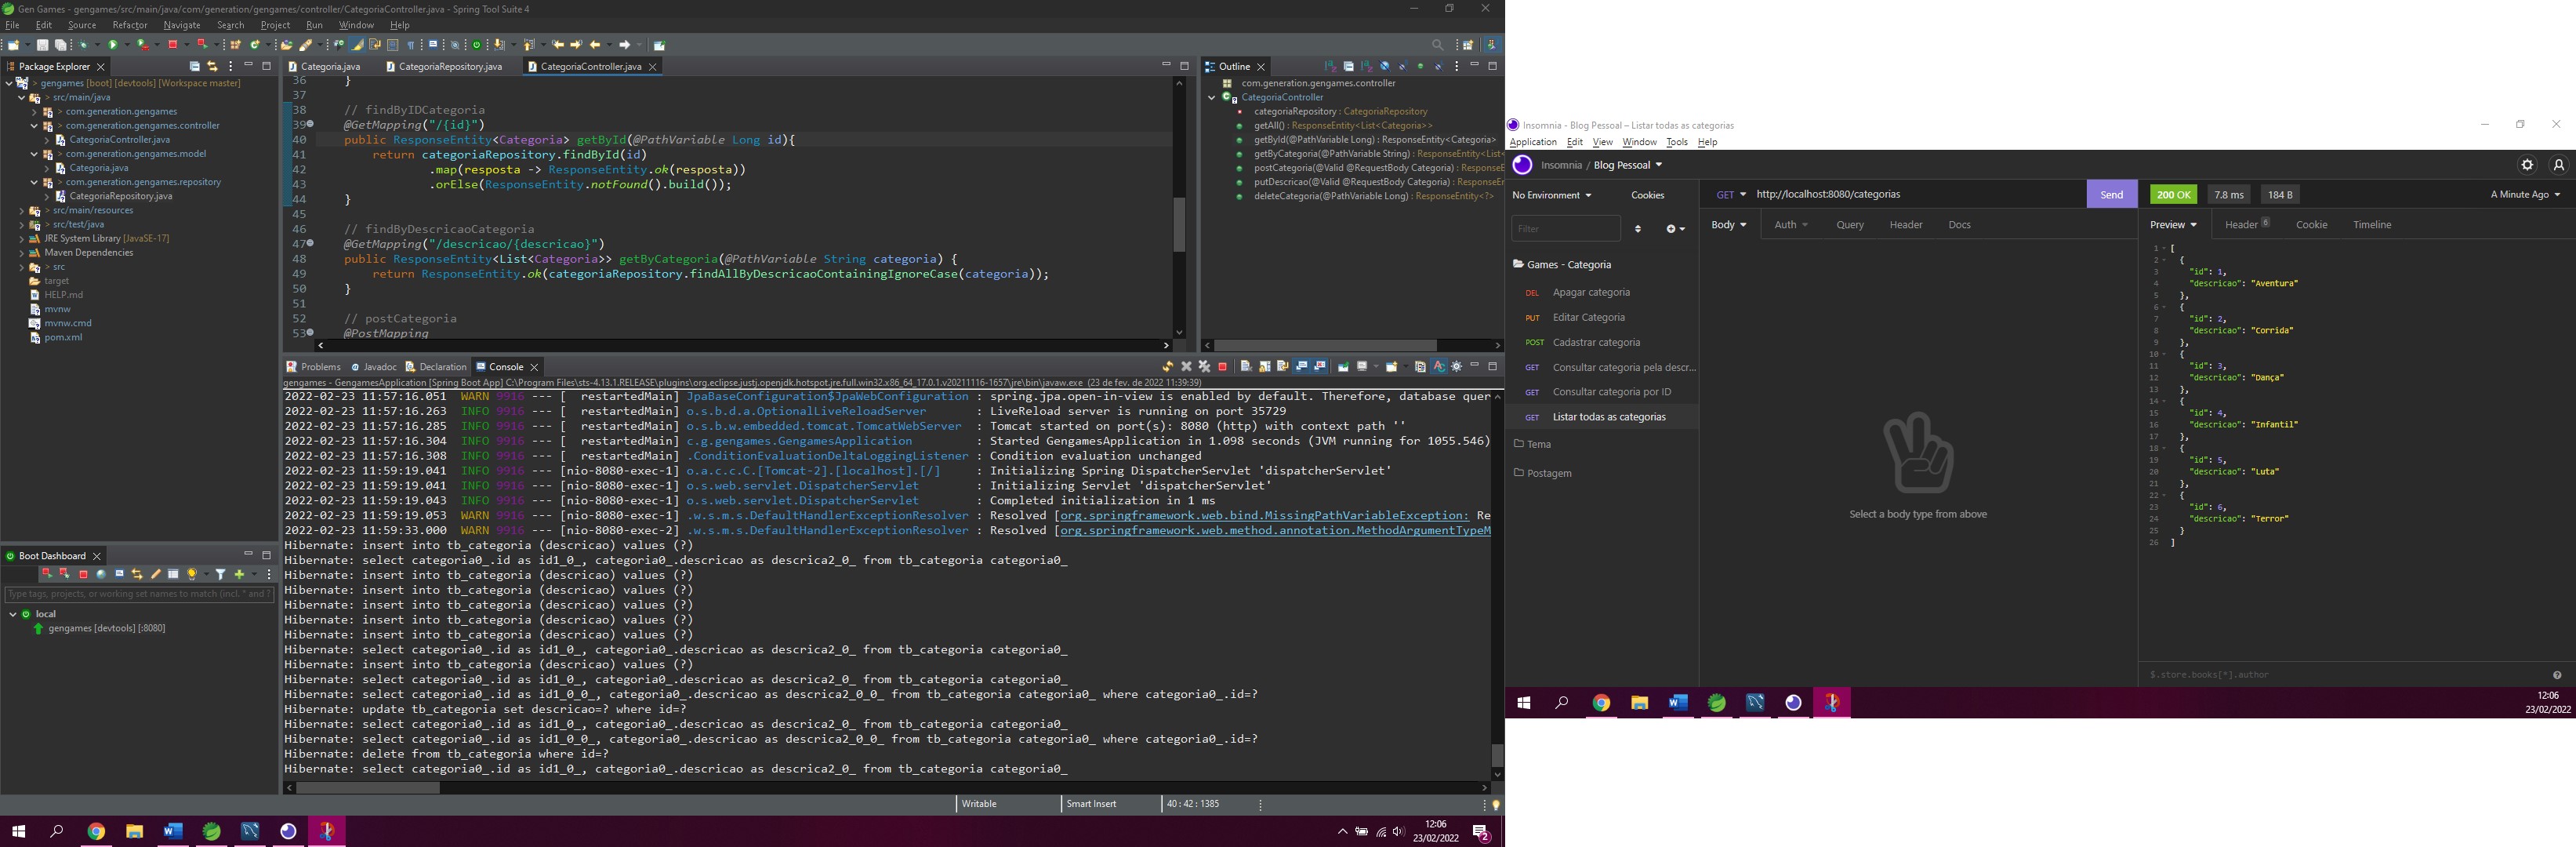 Gen Games - gengames/src/main/java/com/generation/gengames/controller/CategoriaController.java - Spring Tool Suite 4
File Edit Source Refactor Navigate Search Project Run Window Help
Package Explorer
> gengames [boot] [devtools] [Workspace master]
> src/main/java
> com.generation.gengames
> com.generation.gengames.controller
> CategoriaController.java
> com.generation.gengames.model
> Categoria.java
> com.generation.gengames.repository
> CategoriaRepository.java
> src/main/resources
> src/test/java
JRE System Library [JavaSE-17]
Maven Dependencies
> src
target
HELP.md
mvnw
mvnw.cmd
pom.xml
Boot Dashboard
Type tags, projects, or working set names to match (incl. * and ?
local
gengames [devtools] [:8080]
Categoria.java CategoriaRepository.java CategoriaController.java
36 }
37
38 // findByIDCategoria
39 @GetMapping("/{id}")
40 public ResponseEntity<Categoria> getById(@PathVariable Long id){
41 return categoriaRepository.findById(id)
42 .map(resposta -> ResponseEntity.ok(resposta))
43 .orElse(ResponseEntity.notFound().build());
44 }
45
46 // findByDescricaoCategoria
47 @GetMapping("/descricao/{descricao}")
48 public ResponseEntity<List<Categoria>> getByCategoria(@PathVariable String categoria) {
49 return ResponseEntity.ok(categoriaRepository.findAllByDescricaoContainingIgnoreCase(categoria));
50 }
51
52 // postCategoria
53 @PostMapping
Outline
com.generation.gengames.controller
CategoriaController
categoriaRepository : CategoriaRepository
getAll() : ResponseEntity<List<Categoria>>
getById(@PathVariable Long) : ResponseEntity<Categoria>
getByCategoria(@PathVariable String) : ResponseEntity<List<
postCategoria(@Valid @RequestBody Categoria) : ResponseE
putDescricao(@Valid @RequestBody Categoria) : ResponseEn
deleteCategoria(@PathVariable Long) : ResponseEntity<?>
Problems Javadoc Declaration Console
gengames - GengamesApplication [Spring Boot App] C:\Program Files\sts-4.13.1.RELEASE\plugins\org.eclipse.justj.openjdk.hotspot.jre.full.win32.x86_64_17.0.1.v20211116-1657\jre\bin\javaw.exe (23 de fev. de 2022 11:39:39)
2022-02-23 11:57:16.051 WARN 9916 --- [ restartedMain] JpaBaseConfiguration$JpaWebConfiguration : spring.jpa.open-in-view is enabled by default. Therefore, database quer
2022-02-23 11:57:16.263 INFO 9916 --- [ restartedMain] o.s.b.d.a.OptionalLiveReloadServer : LiveReload server is running on port 35729
2022-02-23 11:57:16.285 INFO 9916 --- [ restartedMain] o.s.b.w.embedded.tomcat.TomcatWebServer : Tomcat started on port(s): 8080 (http) with context path ''
2022-02-23 11:57:16.304 INFO 9916 --- [ restartedMain] c.g.gengames.GengamesApplication : Started GengamesApplication in 1.098 seconds (JVM running for 1055.546)
2022-02-23 11:57:16.308 INFO 9916 --- [ restartedMain] .ConditionEvaluationDeltaLoggingListener : Condition evaluation unchanged
2022-02-23 11:59:19.041 INFO 9916 --- [nio-8080-exec-1] o.a.c.c.C.[Tomcat-2].[localhost].[/] : Initializing Spring DispatcherServlet 'dispatcherServlet'
2022-02-23 11:59:19.041 INFO 9916 --- [nio-8080-exec-1] o.s.web.servlet.DispatcherServlet : Initializing Servlet 'dispatcherServlet'
2022-02-23 11:59:19.043 INFO 9916 --- [nio-8080-exec-1] o.s.web.servlet.DispatcherServlet : Completed initialization in 1 ms
2022-02-23 11:59:19.053 WARN 9916 --- [nio-8080-exec-1] .w.s.m.s.DefaultHandlerExceptionResolver : Resolved [org.springframework.web.bind.MissingPathVariableException: Re
2022-02-23 11:59:33.000 WARN 9916 --- [nio-8080-exec-2] .w.s.m.s.DefaultHandlerExceptionResolver : Resolved [org.springframework.web.method.annotation.MethodArgumentTypeM
Hibernate: insert into tb_categoria (descricao) values (?)
Hibernate: select categoria0_.id as id1_0_, categoria0_.descricao as descrica2_0_ from tb_categoria categoria0_
Hibernate: insert into tb_categoria (descricao) values (?)
Hibernate: insert into tb_categoria (descricao) values (?)
Hibernate: insert into tb_categoria (descricao) values (?)
Hibernate: insert into tb_categoria (descricao) values (?)
Hibernate: insert into tb_categoria (descricao) values (?)
Hibernate: select categoria0_.id as id1_0_, categoria0_.descricao as descrica2_0_ from tb_categoria categoria0_
Hibernate: insert into tb_categoria (descricao) values (?)
Hibernate: select categoria0_.id as id1_0_, categoria0_.descricao as descrica2_0_ from tb_categoria categoria0_
Hibernate: select categoria0_.id as id1_0_0_, categoria0_.descricao as descrica2_0_0_ from tb_categoria categoria0_ where categoria0_.id=?
Hibernate: update tb_categoria set descricao=? where id=?
Hibernate: select categoria0_.id as id1_0_, categoria0_.descricao as descrica2_0_ from tb_categoria categoria0_
Hibernate: select categoria0_.id as id1_0_0_, categoria0_.descricao as descrica2_0_0_ from tb_categoria categoria0_ where categoria0_.id=?
Hibernate: delete from tb_categoria where id=?
Hibernate: select categoria0_.id as id1_0_, categoria0_.descricao as descrica2_0_ from tb_categoria categoria0_
Writable Smart Insert 40 : 42 : 1385
12:06
23/02/2022
2
Insomnia - Blog Pessoal – Listar todas as categorias
Application Edit View Window Tools Help
Insomnia / Blog Pessoal
No Environment Cookies
Filter
Games - Categoria
DEL Apagar categoria
PUT Editar Categoria
POST Cadastrar categoria
GET Consultar categoria pela descr...
GET Consultar categoria por ID
GET Listar todas as categorias
Tema
Postagem
GET http://localhost:8080/categorias Send
Body Auth Query Header Docs
Select a body type from above
200 OK 7.8 ms 184 B A Minute Ago
Preview Header 6 Cookie Timeline
1 [
2 {
3 "id": 1,
4 "descricao": "Aventura"
5 },
6 {
7 "id": 2,
8 "descricao": "Corrida"
9 },
10 {
11 "id": 3,
12 "descricao": "Dança"
13 },
14 {
15 "id": 4,
16 "descricao": "Infantil"
17 },
18 {
19 "id": 5,
20 "descricao": "Luta"
21 },
22 {
23 "id": 6,
24 "descricao": "Terror"
25 }
26 ]
$.store.books[*].author
12:06
23/02/2022